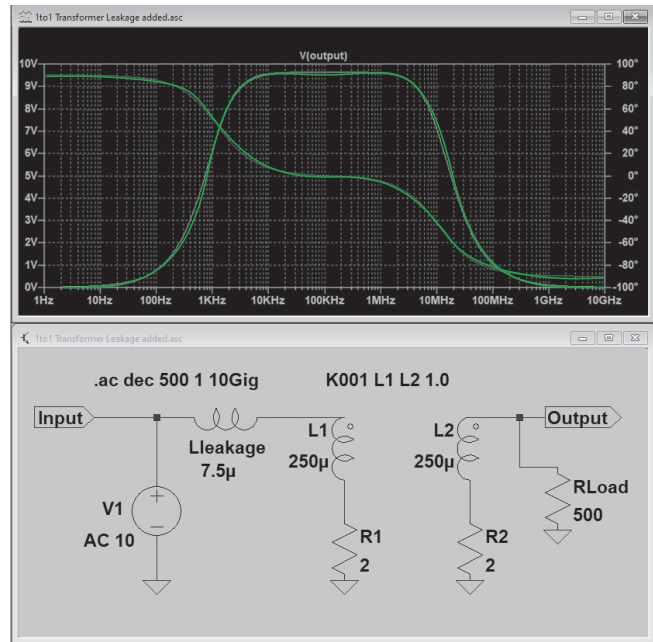 1to1 Transformer Leakage added.asc
V(output)
10V 100°
9V 80°
8V 60°
7V 40°
6V 20°
5V 0°
4V -20°
3V -40°
2V -60°
1V -80°
0V -100°
1Hz 10Hz 100Hz 1KHz 10KHz 100KHz 1MHz 10MHz 100MHz 1GHz 10GHz
1to1 Transformer Leakage added.asc
.ac dec 500 1 10Gig K001 L1 L2 1.0
Input Output
Lleakage
7.5µ
L1
250µ
L2
250µ
RLoad
500
V1
AC 10
R1
2
R2
2